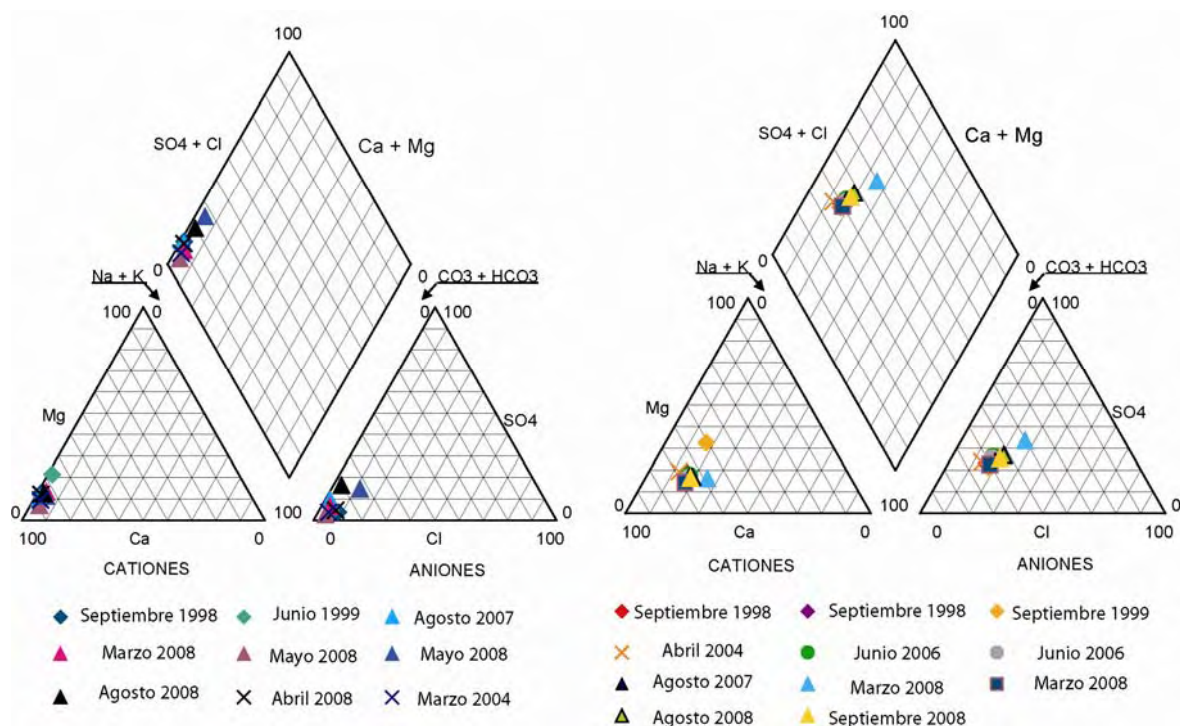 100
SO4 + Cl
Ca + Mg
0
0
Na + K
CO3 + HCO3
100 0
0 100
Mg
SO4
0
100
100
0
100
Ca
0
0
Cl
100
CATIONES
ANIONES
Septiembre 1998
Junio 1999
Agosto 2007
Marzo 2008
Mayo 2008
Mayo 2008
Agosto 2008
Abril 2008
Marzo 2004
100
SO4 + Cl
Ca + Mg
0
0
Na + K
CO3 + HCO3
100 0
0 100
Mg
SO4
0
100
0
100
Ca
0
0
Cl
100
CATIONES
ANIONES
Septiembre 1998
Septiembre 1998
Septiembre 1999
Abril 2004
Junio 2006
Junio 2006
Agosto 2007
Marzo 2008
Marzo 2008
Agosto 2008
Septiembre 2008